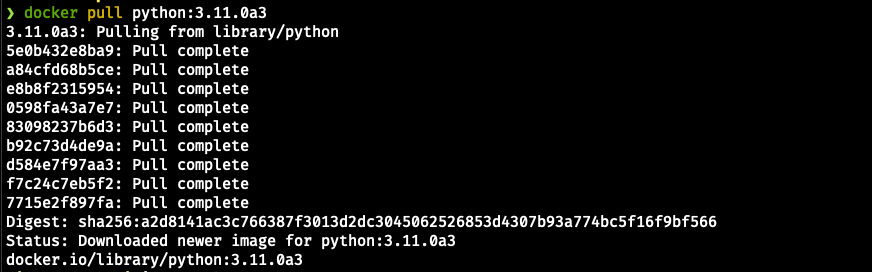 ❯ docker pull python:3.11.0a3
3.11.0a3: Pulling from library/python
5e0b432e8ba9: Pull complete
a84cfd68b5ce: Pull complete
e8b8f2315954: Pull complete
0598fa43a7e7: Pull complete
83098237b6d3: Pull complete
b92c73d4de9a: Pull complete
d584e7f97aa3: Pull complete
f7c24c7eb5f2: Pull complete
7715e2f897fa: Pull complete
Digest: sha256:a2d8141ac3c766387f3013d2dc3045062526853d4307b93a774bc5f16f9bf566
Status: Downloaded newer image for python:3.11.0a3
docker.io/library/python:3.11.0a3